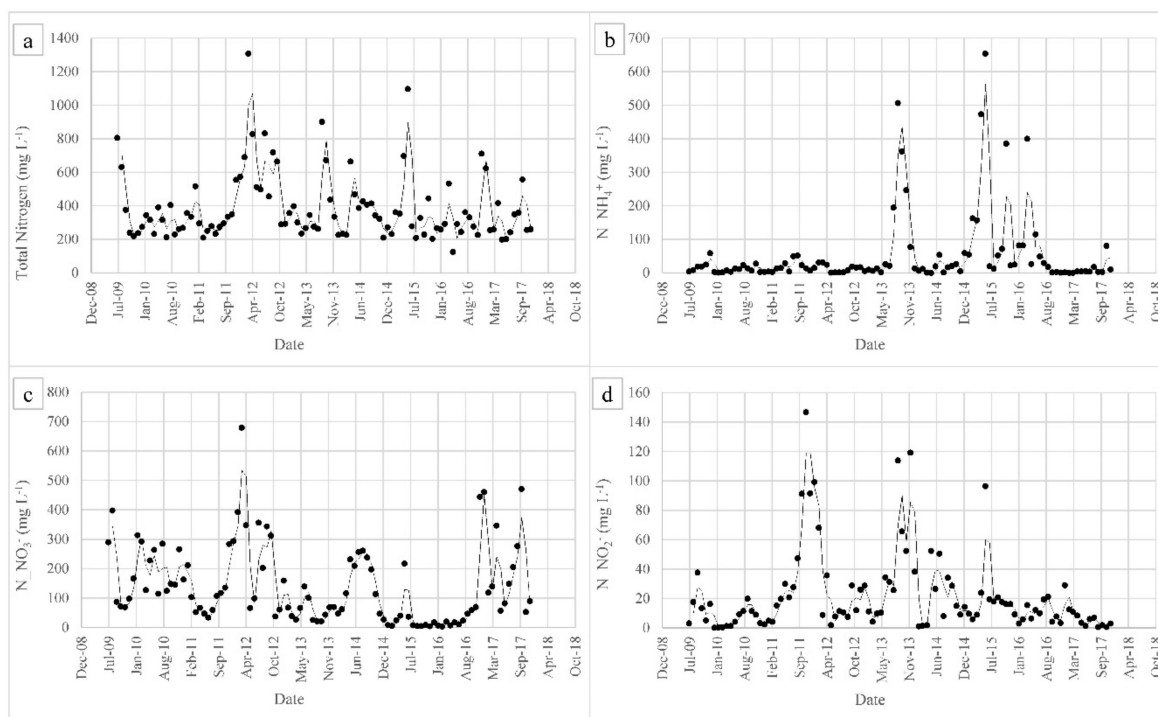 a
1400
1200
1000
800
600
400
200
0
Total Nitrogen (mg L⁻¹)
Dec-08
Jul-09
Jan-10
Aug-10
Feb-11
Sep-11
Apr-12
Oct-12
May-13
Nov-13
Jun-14
Dec-14
Jul-15
Jan-16
Aug-16
Mar-17
Sep-17
Apr-18
Oct-18
Date
b
700
600
500
400
300
200
100
0
N_NH₄⁺ (mg L⁻¹)
Dec-08
Jul-09
Jan-10
Aug-10
Feb-11
Sep-11
Apr-12
Oct-12
May-13
Nov-13
Jun-14
Dec-14
Jul-15
Jan-16
Aug-16
Mar-17
Sep-17
Apr-18
Oct-18
Date
c
800
700
600
500
400
300
200
100
0
N_NO₃⁻ (mg L⁻¹)
Dec-08
Jul-09
Jan-10
Aug-10
Feb-11
Sep-11
Apr-12
Oct-12
May-13
Nov-13
Jun-14
Dec-14
Jul-15
Jan-16
Aug-16
Mar-17
Sep-17
Apr-18
Oct-18
Date
d
160
140
120
100
80
60
40
20
0
N_NO₂⁻ (mg L⁻¹)
Dec-08
Jul-09
Jan-10
Aug-10
Feb-11
Sep-11
Apr-12
Oct-12
May-13
Nov-13
Jun-14
Dec-14
Jul-15
Jan-16
Aug-16
Mar-17
Sep-17
Apr-18
Oct-18
Date